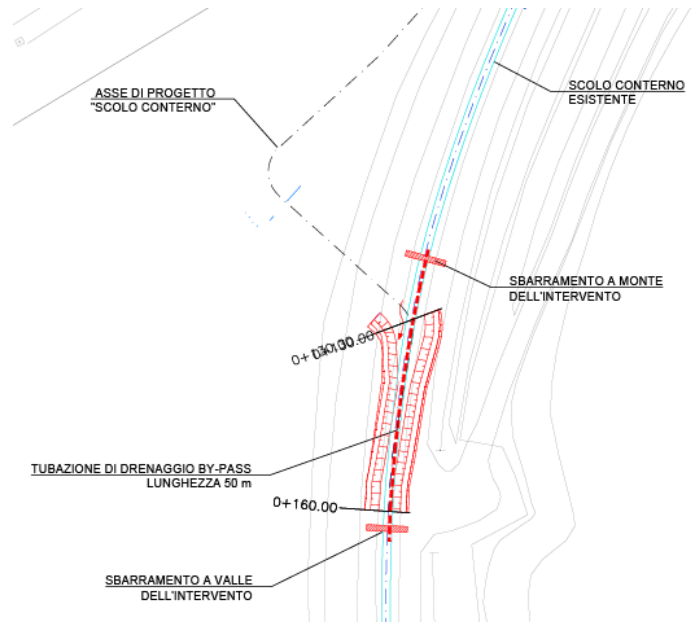 SCOLO CONTERNO
ESISTENTE
ASSE DI PROGETTO
"SCOLO CONTERNO"
SBARRAMENTO A MONTE
DELL'INTERVENTO
TUBAZIONE DI DRENAGGIO BY-PASS
LUNGHEZZA 50 m
0+160.00
SBARRAMENTO A VALLE
DELL'INTERVENTO